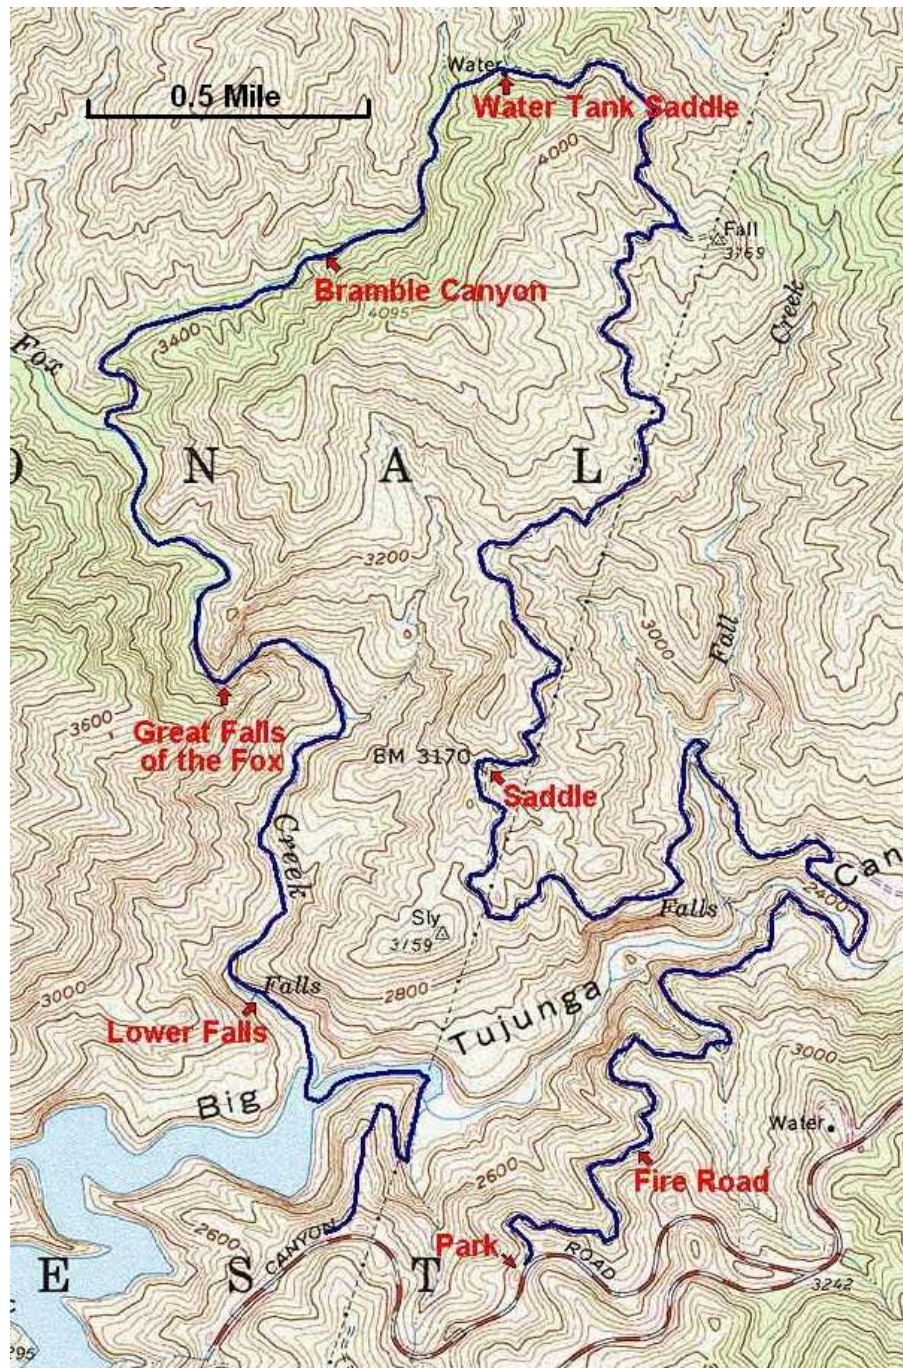 Water
0.5 Mile
Water Tank Saddle
4000
Fall
3769
Bramble Canyon
4095
Creek
3400
Fox
N A L
3200
3000
Fall
3600
Great Falls
of the Fox
BM 3170
Saddle
Creek
Can
2400
Falls
Sly
3159
Falls
2800
3000
Lower Falls
Tujunga
Big
3000
Water
2600
Fire Road
2600
CANYON
Park
ROAD
E S T
3242